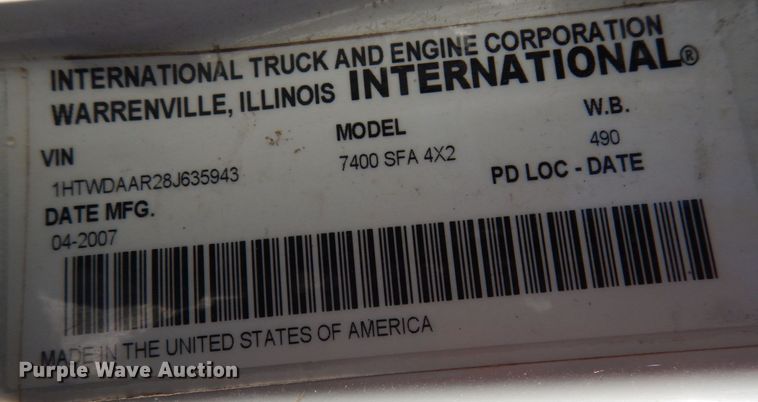 INTERNATIONAL TRUCK AND ENGINE CORPORATION
WARRENVILLE, ILLINOIS INTERNATIONAL®
VIN MODEL W.B.
1HTWDAAR28J635943 7400 SFA 4X2 490
DATE MFG. PD LOC - DATE
04-2007
MADE IN THE UNITED STATES OF AMERICA
Purple Wave Auction